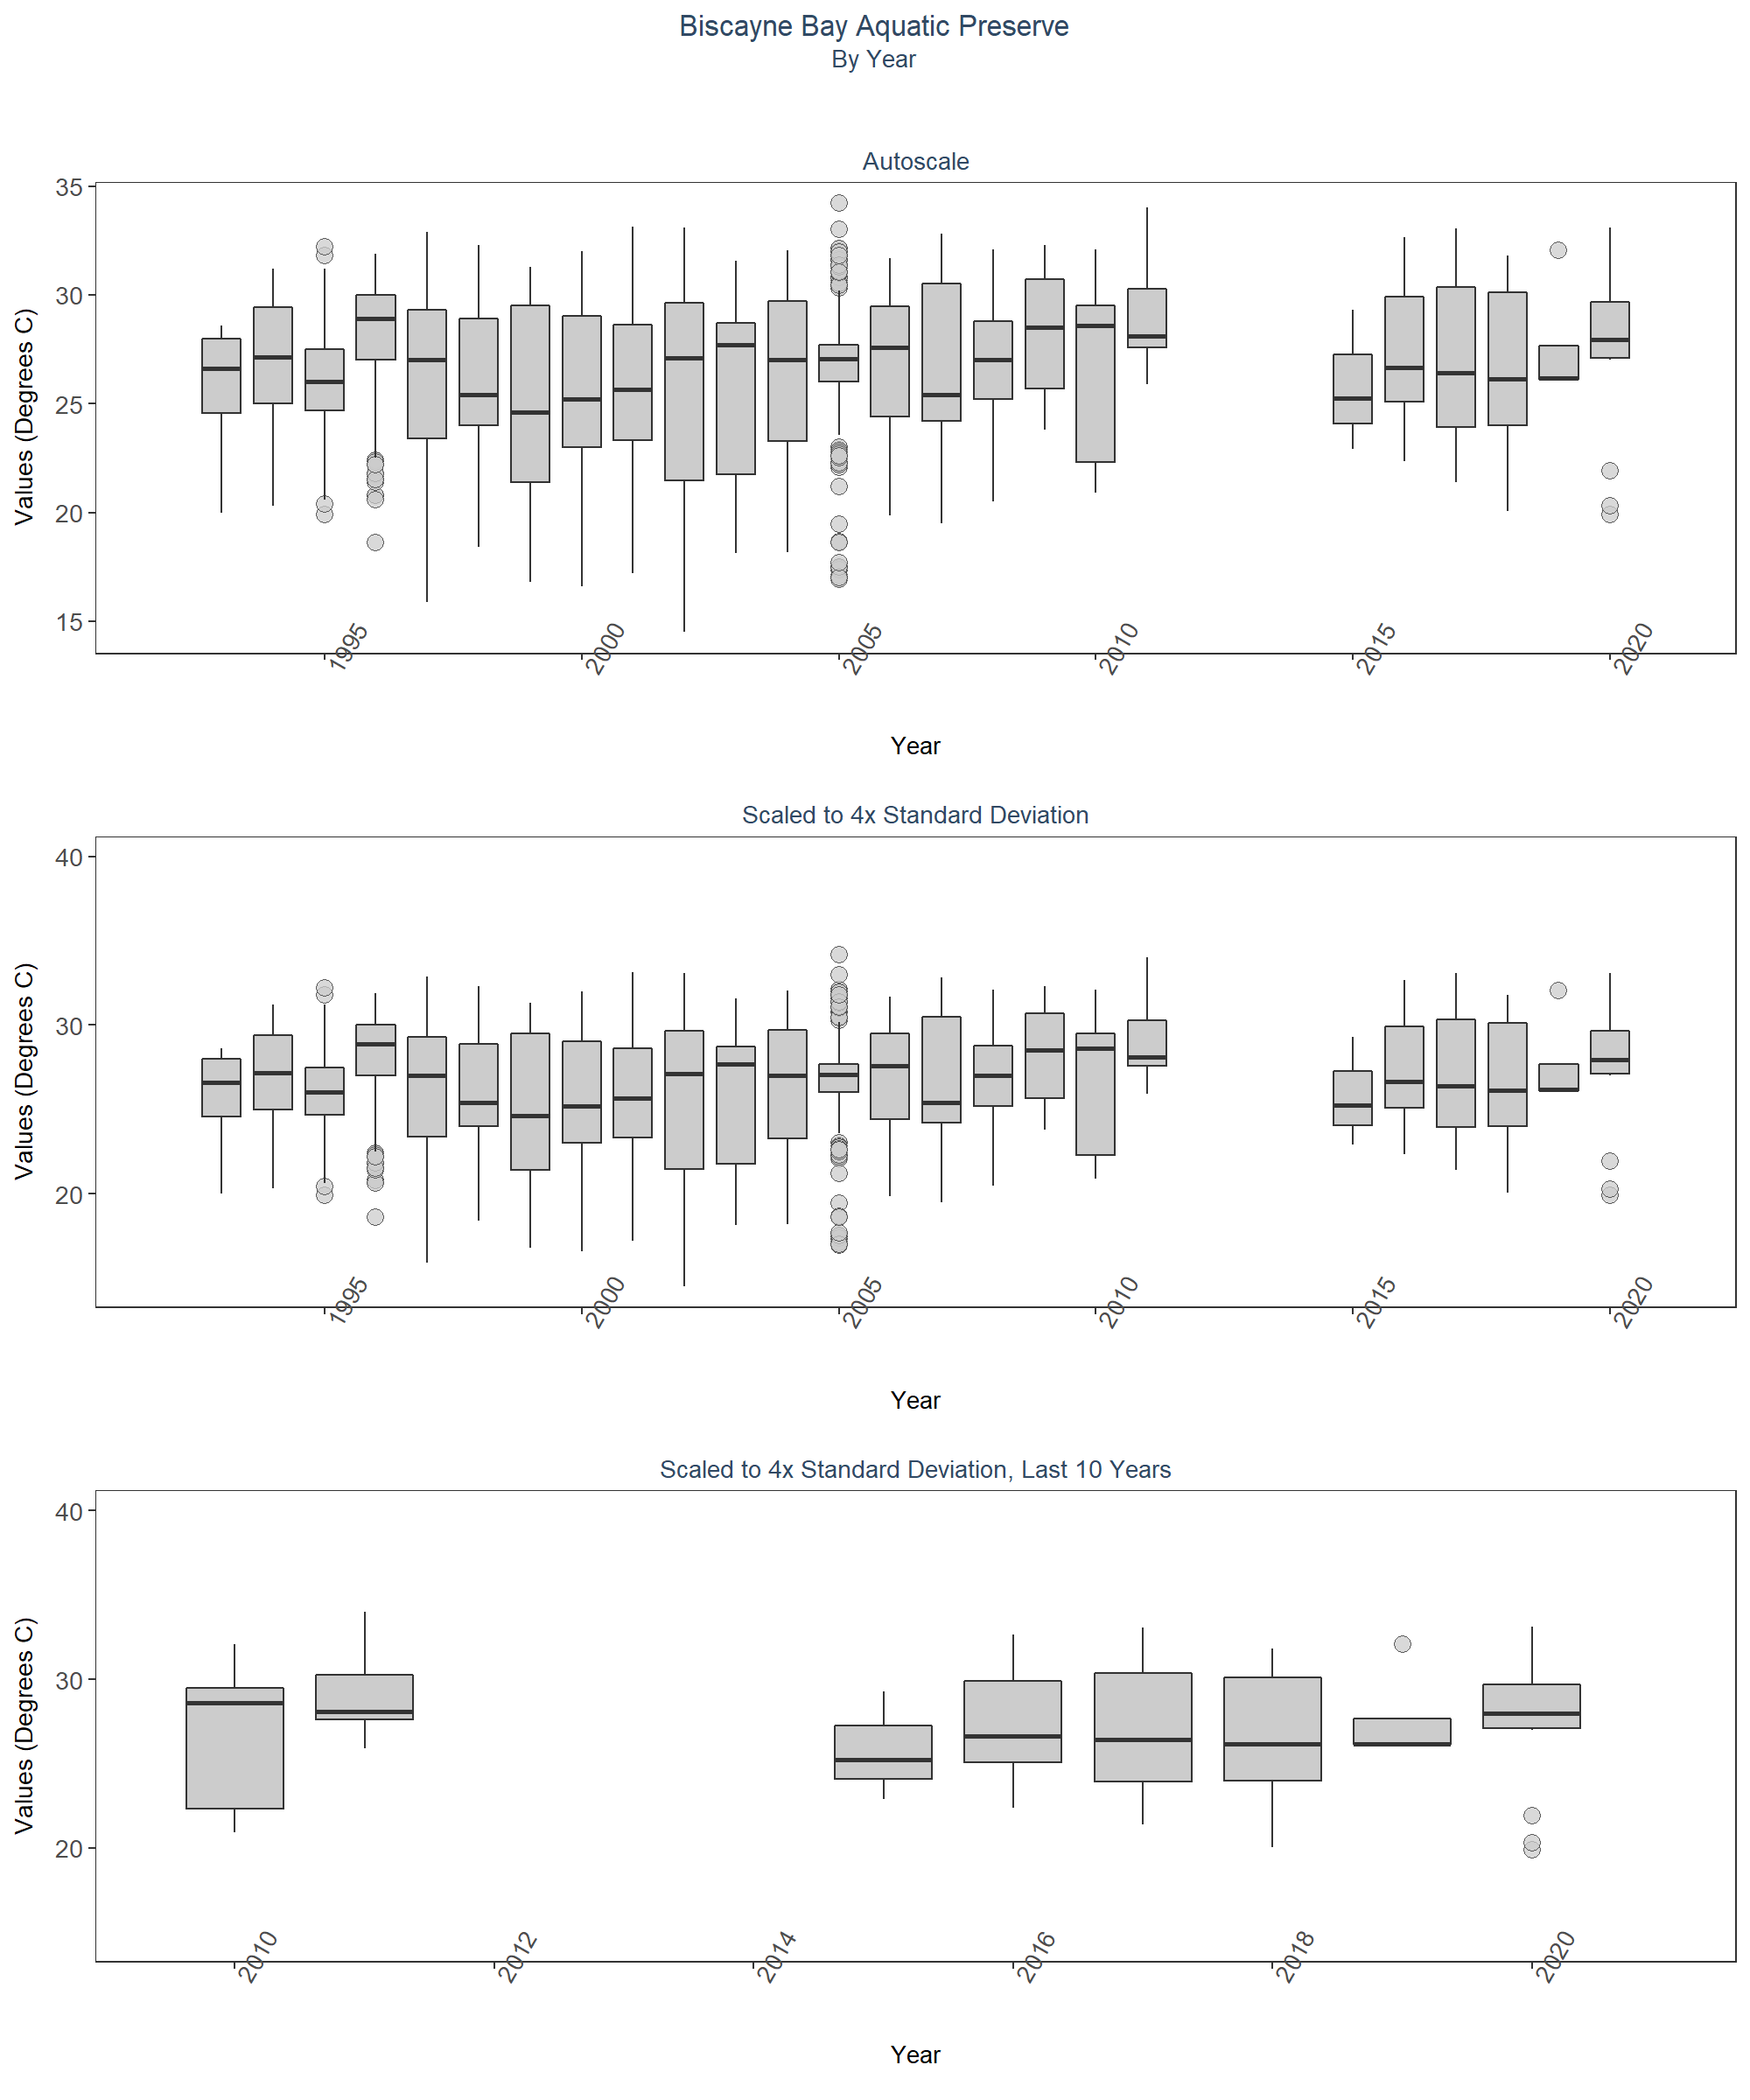 Biscayne Bay Aquatic Preserve
By Year
Autoscale
Values (Degrees C)
35
30
25
20
15
1995
2000
2005
2010
2015
2020
Year
Scaled to 4x Standard Deviation
Values (Degrees C)
40
30
20
1995
2000
2005
2010
2015
2020
Year
Scaled to 4x Standard Deviation, Last 10 Years
Values (Degrees C)
40
30
20
2010
2012
2014
2016
2018
2020
Year